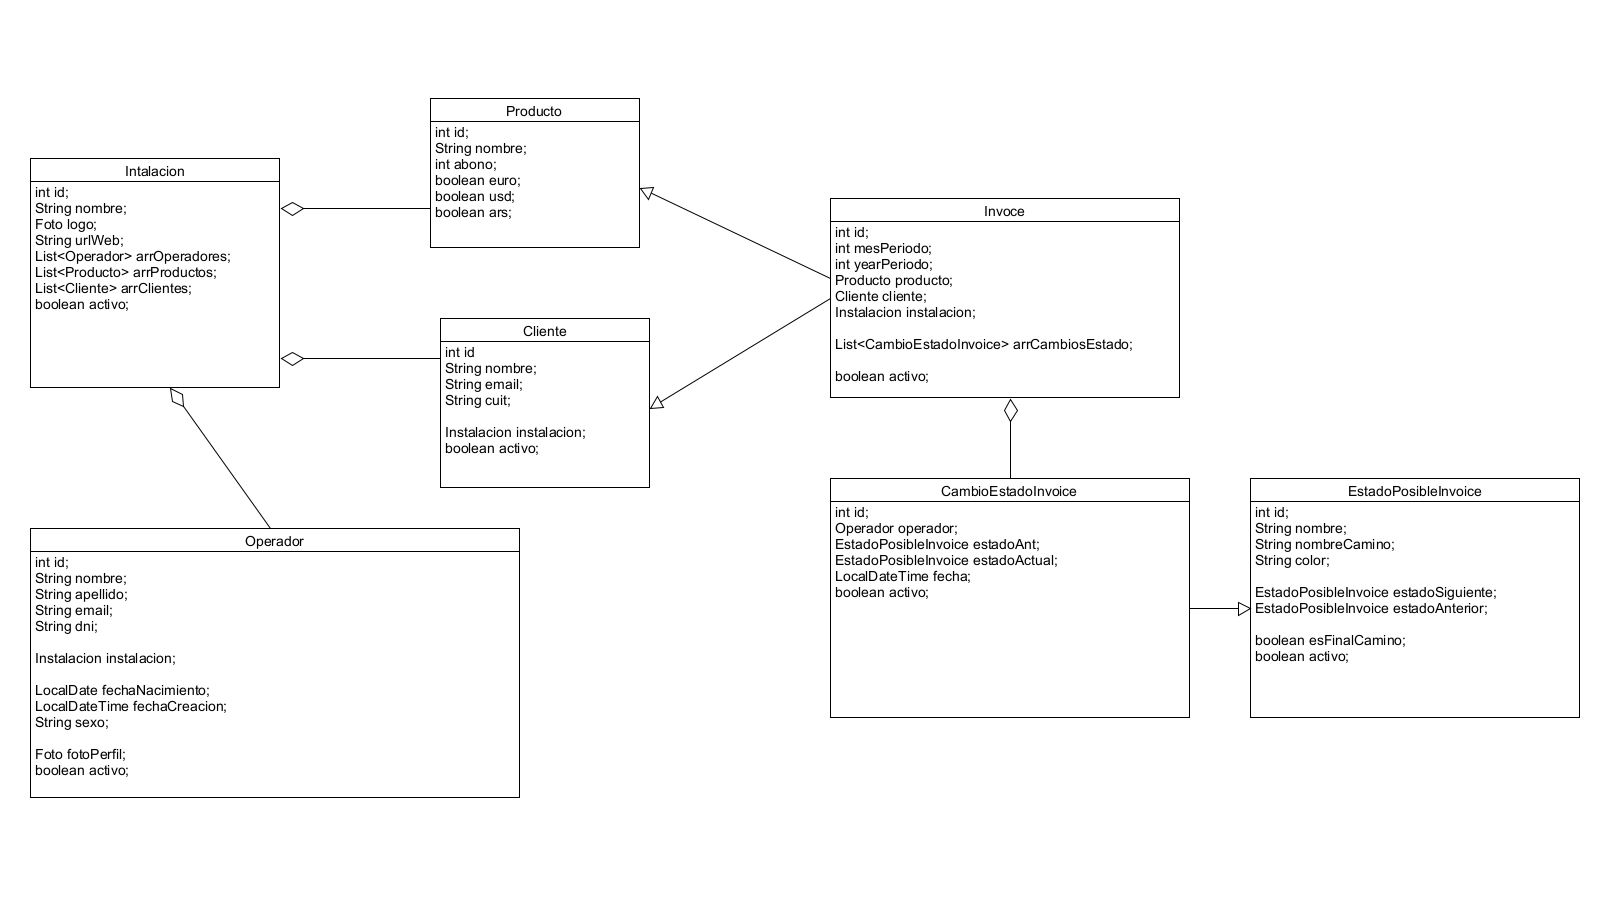 Producto
int id;
String nombre;
int abono;
boolean euro;
boolean usd;
boolean ars;
Intalacion
int id;
String nombre;
Foto logo;
String urlWeb;
List<Operador> arrOperadores;
List<Producto> arrProductos;
List<Cliente> arrClientes;
boolean activo;
Invoce
int id;
int mesPeriodo;
int yearPeriodo;
Producto producto;
Cliente cliente;
Instalacion instalacion;
List<CambioEstadoInvoice> arrCambiosEstado;
boolean activo;
Cliente
int id
String nombre;
String email;
String cuit;
Instalacion instalacion;
boolean activo;
CambioEstadoInvoice
int id;
Operador operador;
EstadoPosibleInvoice estadoAnt;
EstadoPosibleInvoice estadoActual;
LocalDateTime fecha;
boolean activo;
EstadoPosibleInvoice
int id;
String nombre;
String nombreCamino;
String color;
EstadoPosibleInvoice estadoSiguiente;
EstadoPosibleInvoice estadoAnterior;
boolean esFinalCamino;
boolean activo;
Operador
int id;
String nombre;
String apellido;
String email;
String dni;
Instalacion instalacion;
LocalDate fechaNacimiento;
LocalDateTime fechaCreacion;
String sexo;
Foto fotoPerfil;
boolean activo;